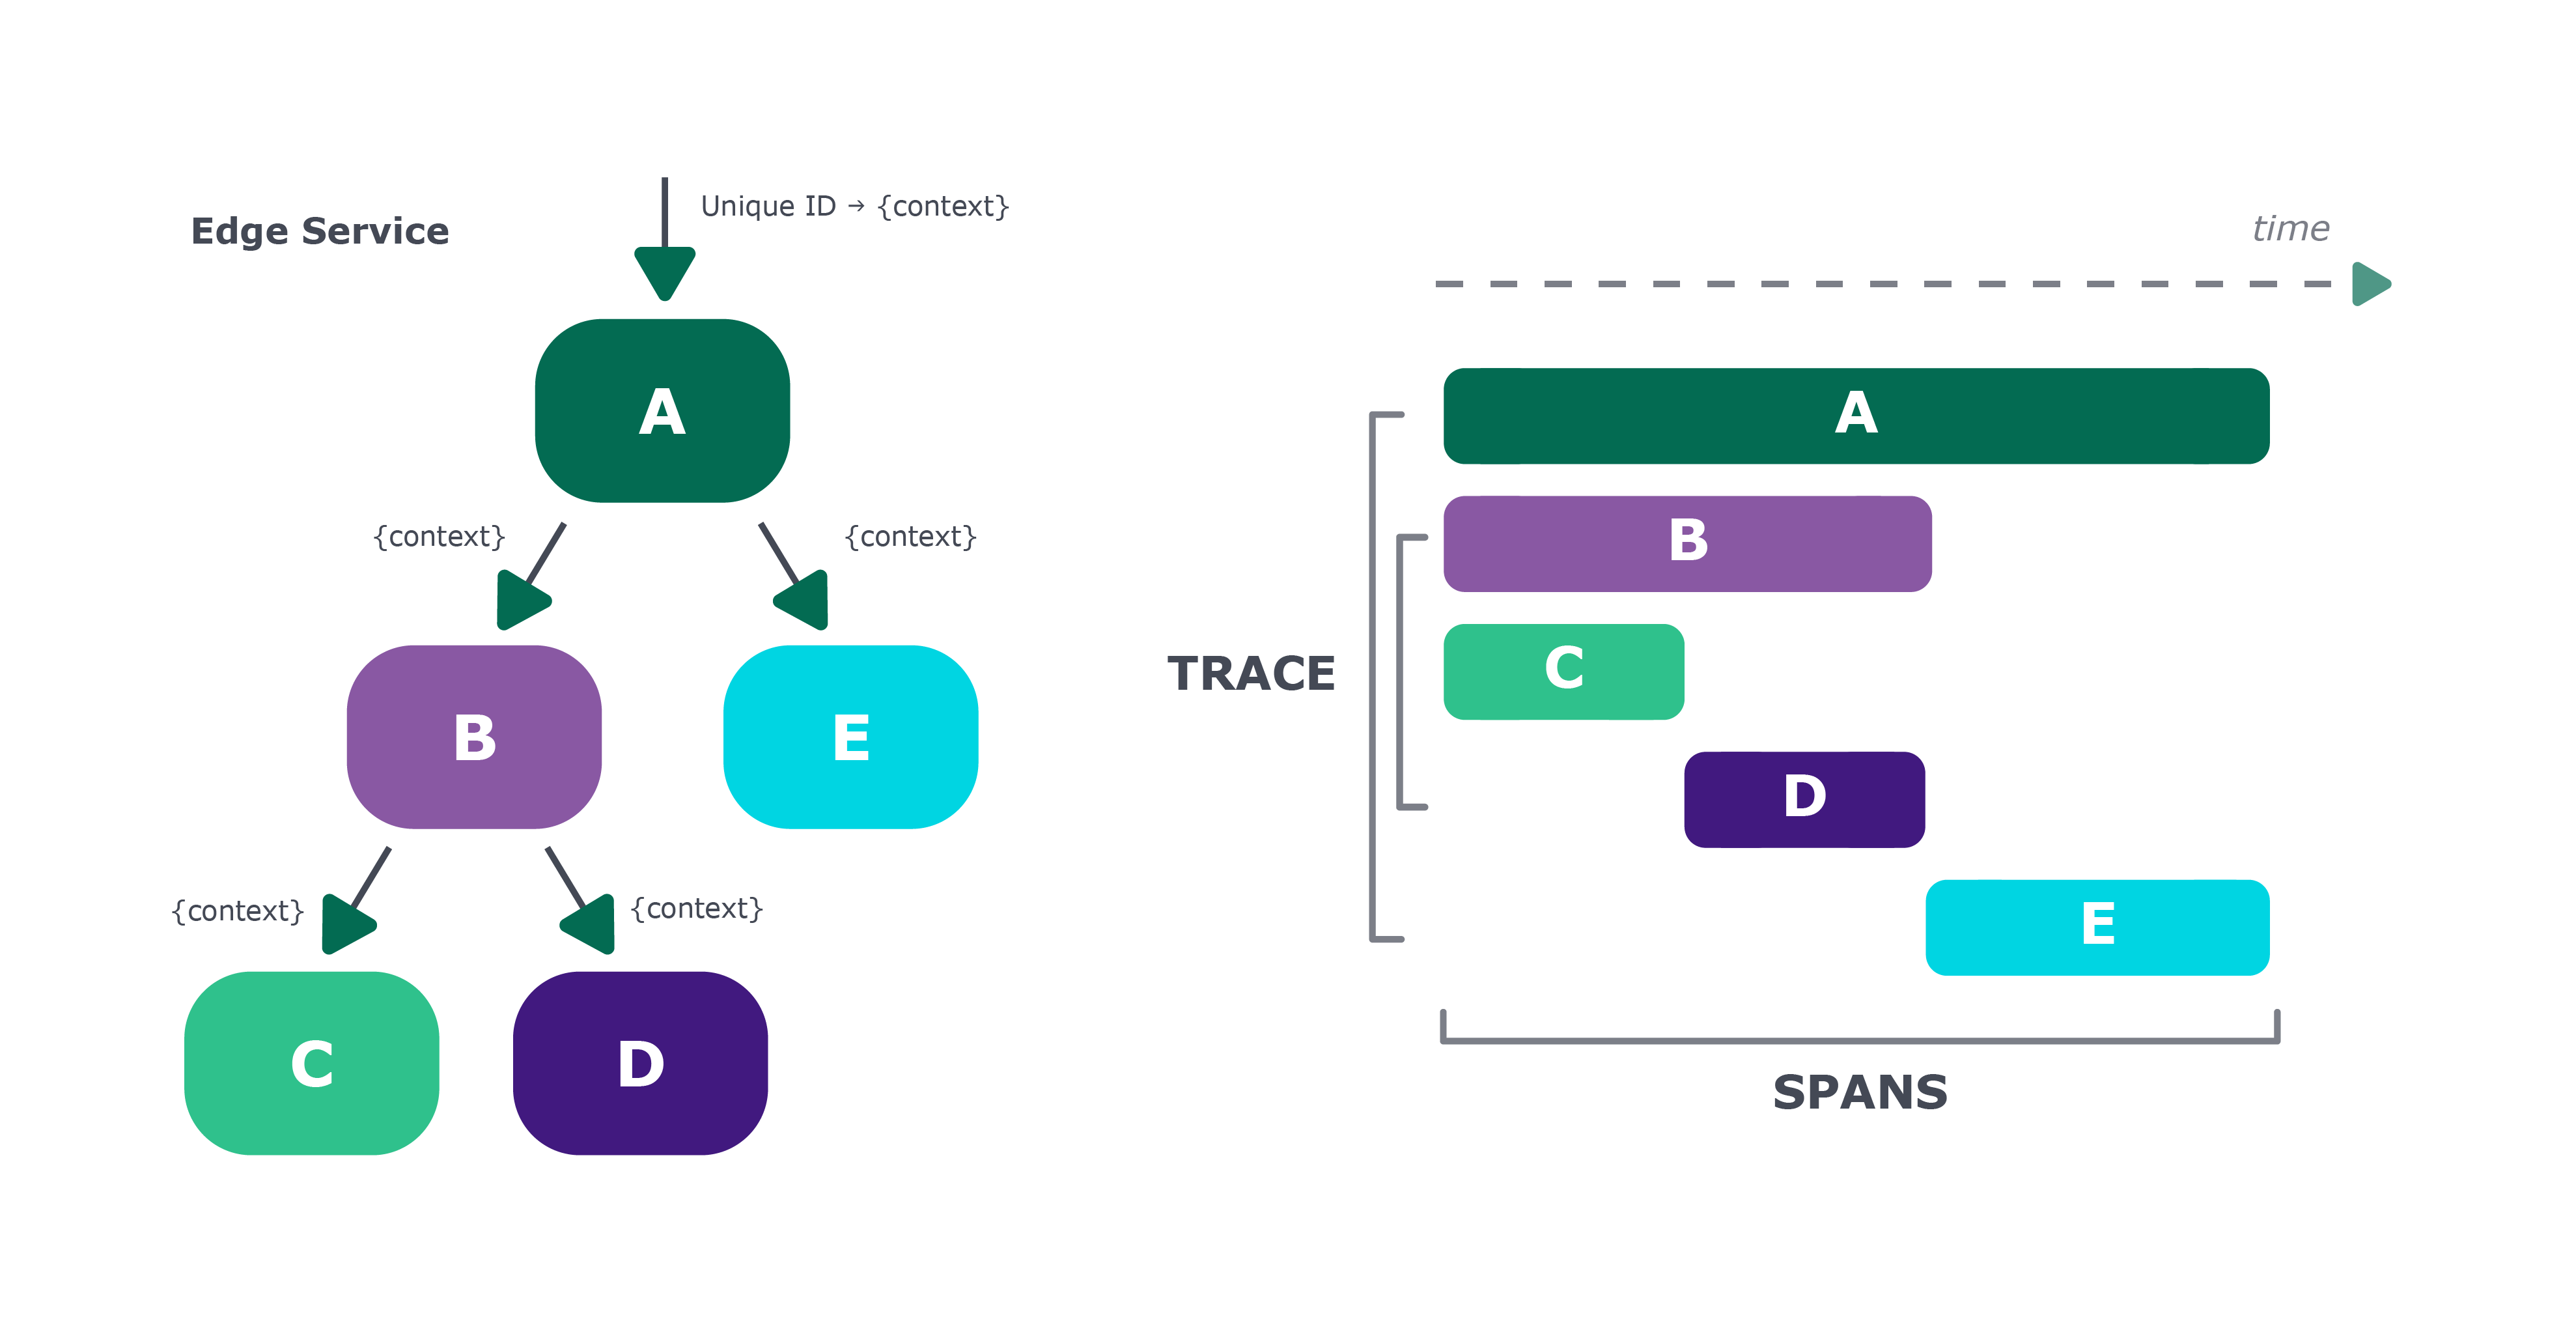 Edge Service
Unique ID → {context}
A
{context}
{context}
B
E
{context}
{context}
C
D
time
A
B
C
D
E
TRACE
SPANS